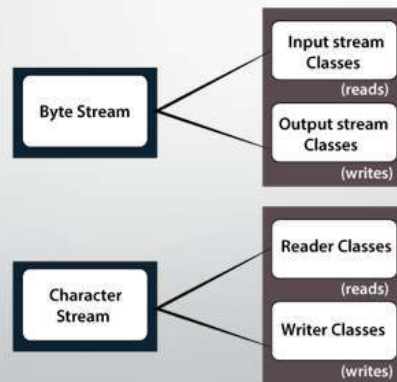 Byte Stream
Input stream
Classes
(reads)
Output stream
Classes
(writes)
Character
Stream
Reader Classes
(reads)
Writer Classes
(writes)